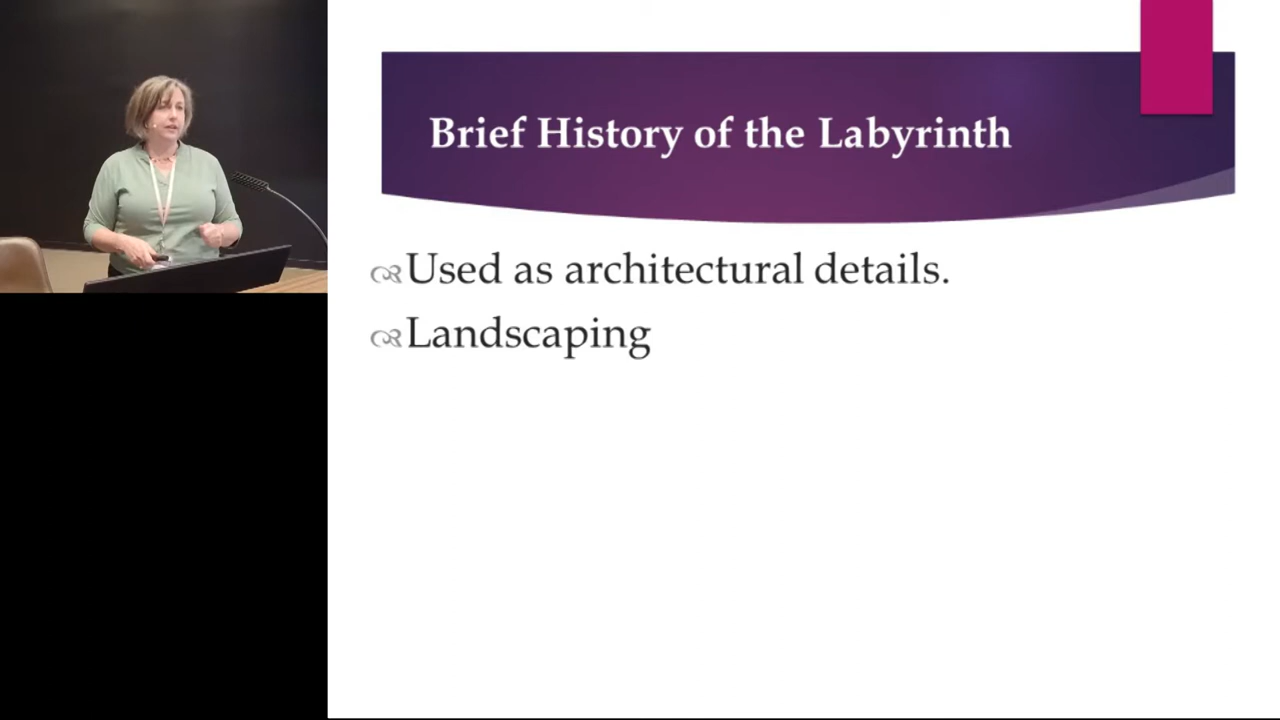 Brief History of the Labyrinth
Used as architectural details.
Landscaping